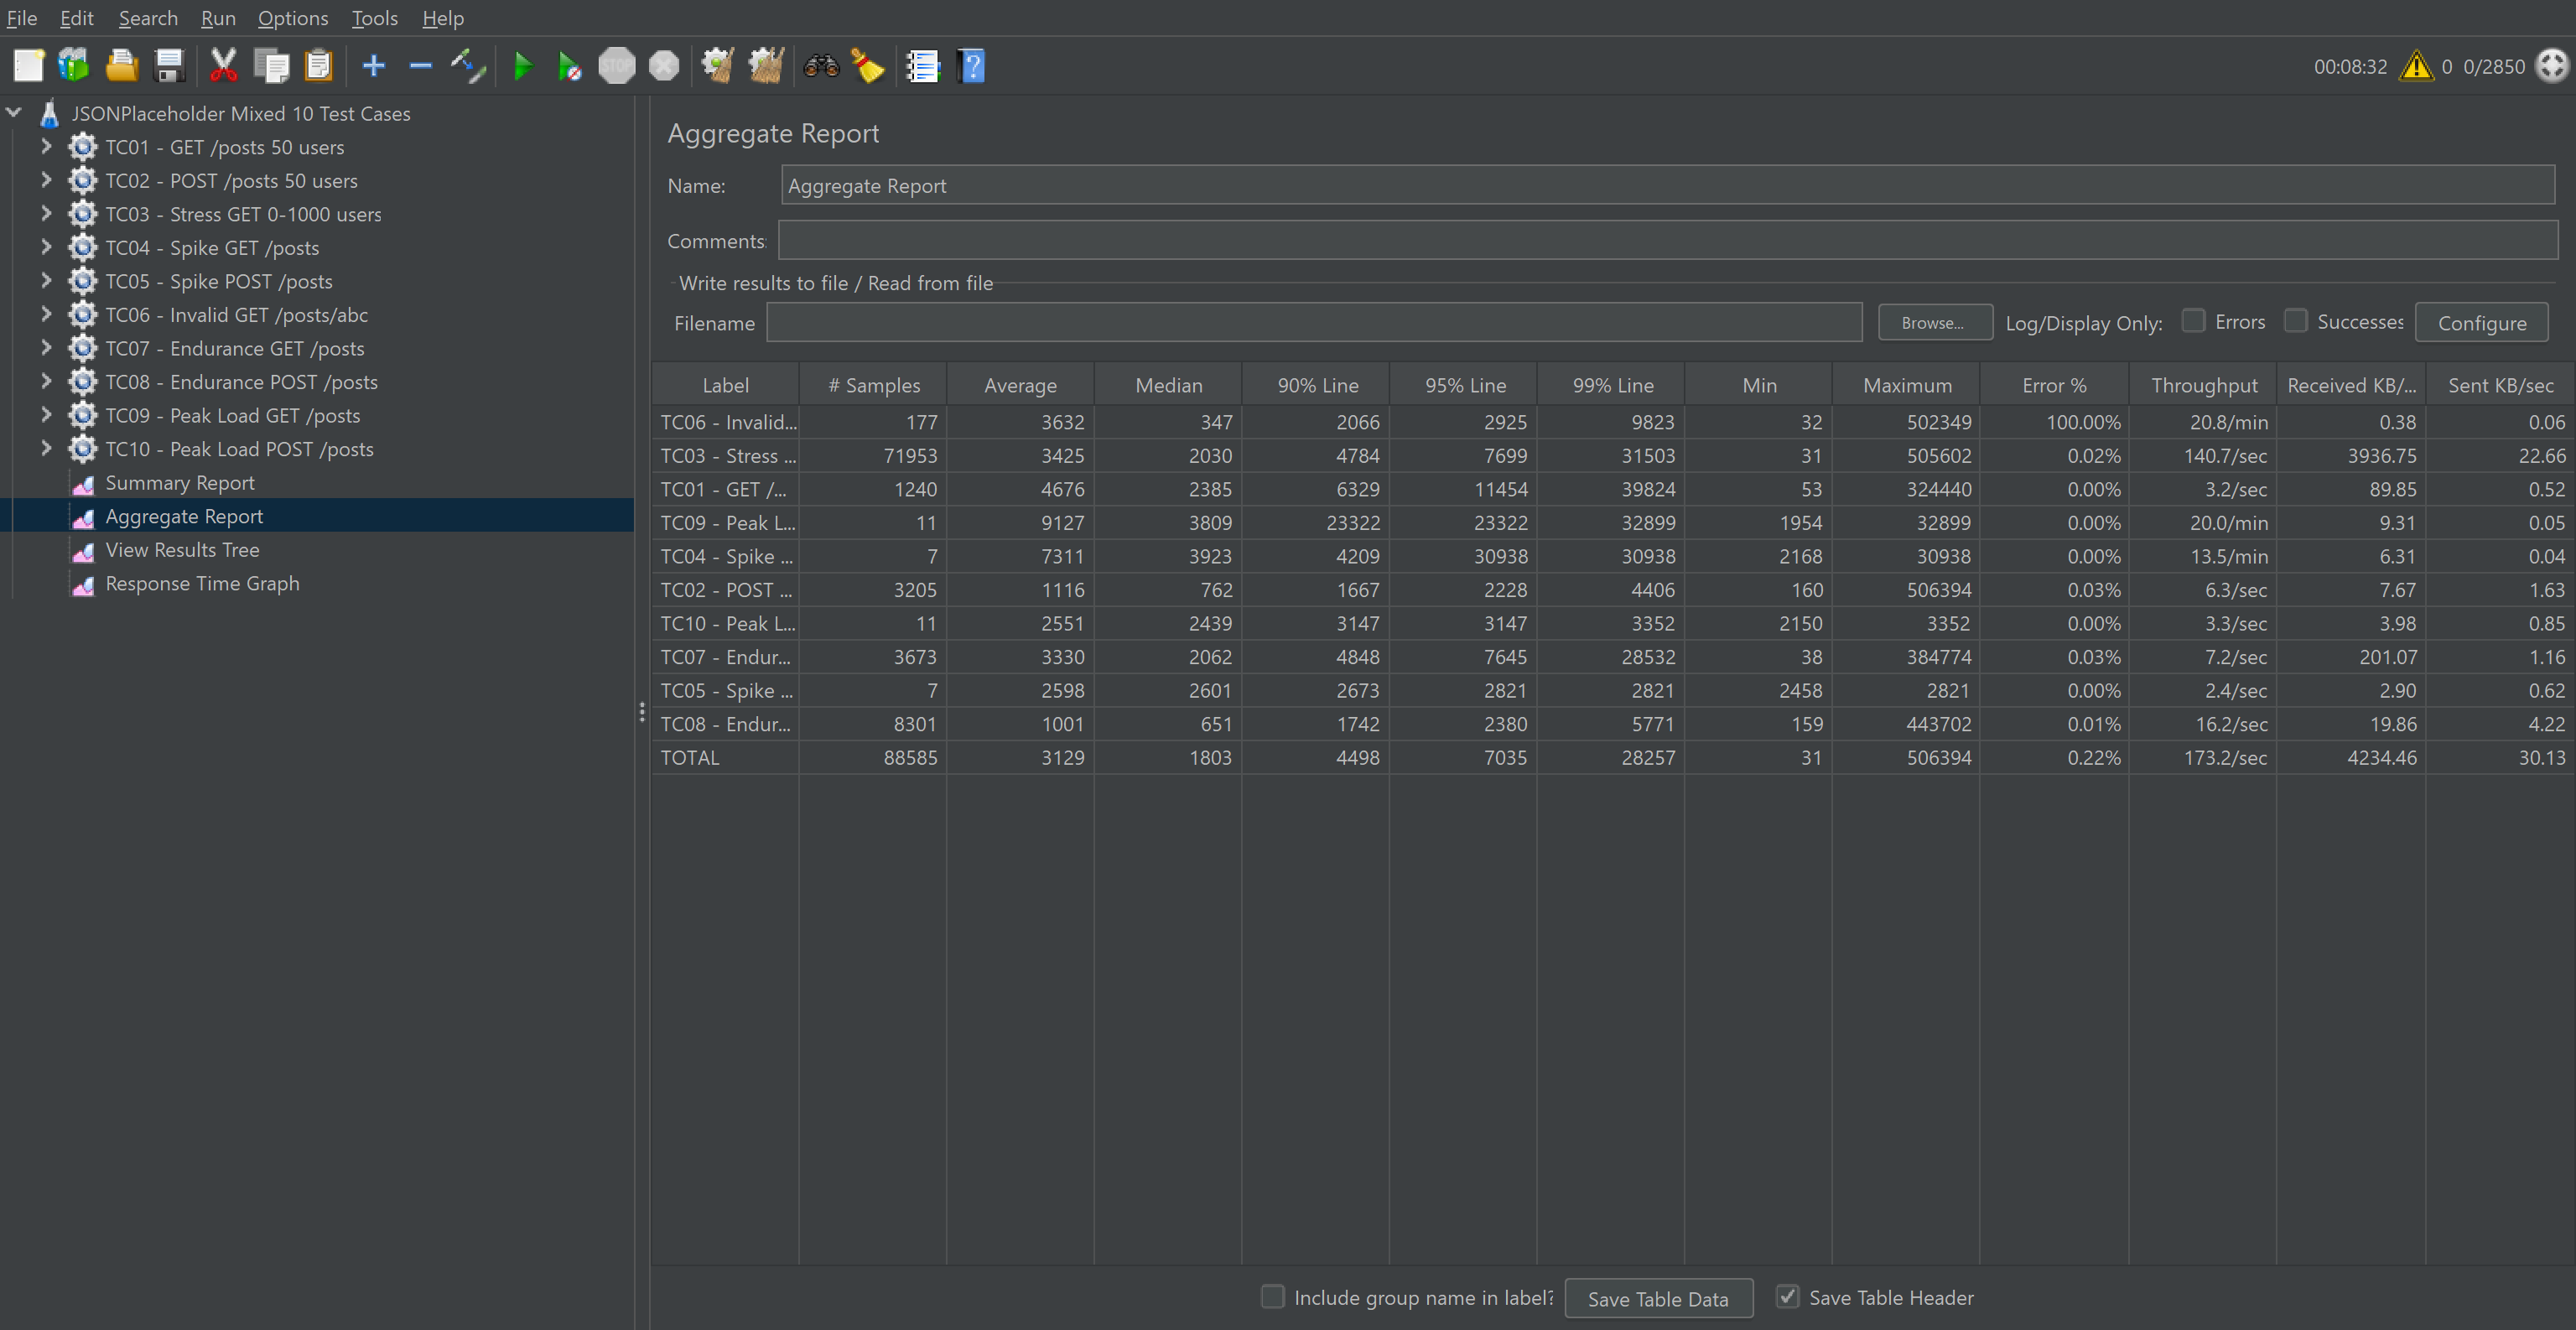 File Edit Search Run Options Tools Help
STOP ? 00:08:32 0 0/2850
JSONPlaceholder Mixed 10 Test Cases
TC01 - GET /posts 50 users
TC02 - POST /posts 50 users
TC03 - Stress GET 0-1000 users
TC04 - Spike GET /posts
TC05 - Spike POST /posts
TC06 - Invalid GET /posts/abc
TC07 - Endurance GET /posts
TC08 - Endurance POST /posts
TC09 - Peak Load GET /posts
TC10 - Peak Load POST /posts
Summary Report
Aggregate Report
View Results Tree
Response Time Graph
Aggregate Report
Name: Aggregate Report
Comments:
Write results to file / Read from file
Filename Browse... Log/Display Only: Errors Successes Configure
Label # Samples Average Median 90% Line 95% Line 99% Line Min Maximum Error % Throughput Received KB/... Sent KB/sec
TC06 - Invalid... 177 3632 347 2066 2925 9823 32 502349 100.00% 20.8/min 0.38 0.06
TC03 - Stress ... 71953 3425 2030 4784 7699 31503 31 505602 0.02% 140.7/sec 3936.75 22.66
TC01 - GET /... 1240 4676 2385 6329 11454 39824 53 324440 0.00% 3.2/sec 89.85 0.52
TC09 - Peak L... 11 9127 3809 23322 23322 32899 1954 32899 0.00% 20.0/min 9.31 0.05
TC04 - Spike ... 7 7311 3923 4209 30938 30938 2168 30938 0.00% 13.5/min 6.31 0.04
TC02 - POST ... 3205 1116 762 1667 2228 4406 160 506394 0.03% 6.3/sec 7.67 1.63
TC10 - Peak L... 11 2551 2439 3147 3147 3352 2150 3352 0.00% 3.3/sec 3.98 0.85
TC07 - Endur... 3673 3330 2062 4848 7645 28532 38 384774 0.03% 7.2/sec 201.07 1.16
TC05 - Spike ... 7 2598 2601 2673 2821 2821 2458 2821 0.00% 2.4/sec 2.90 0.62
TC08 - Endur... 8301 1001 651 1742 2380 5771 159 443702 0.01% 16.2/sec 19.86 4.22
TOTAL 88585 3129 1803 4498 7035 28257 31 506394 0.22% 173.2/sec 4234.46 30.13
Include group name in label? Save Table Data Save Table Header